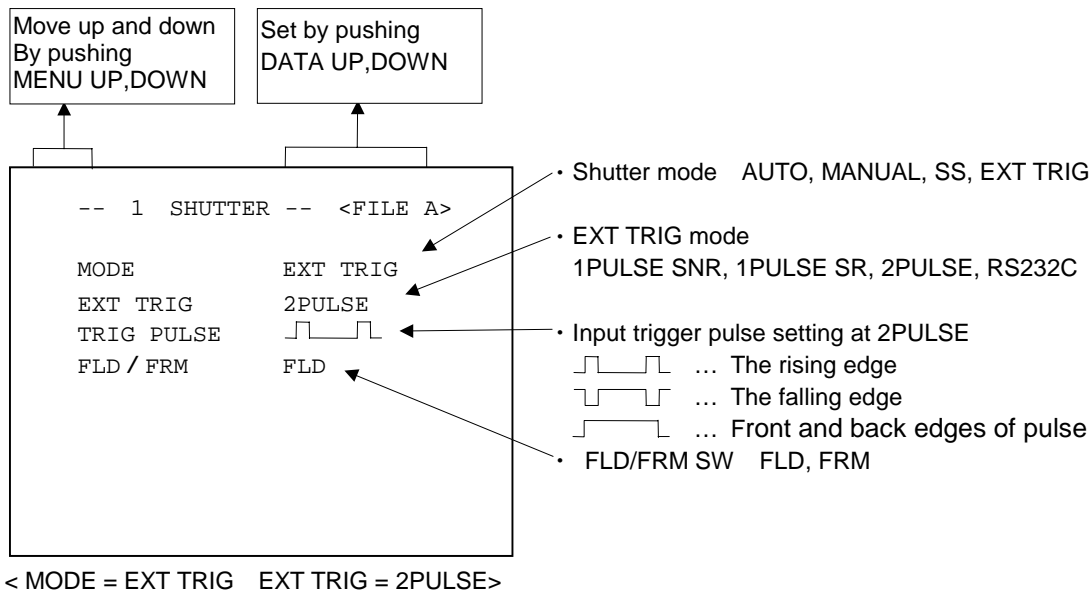 Move up and down
By pushing
MENU UP,DOWN
Set by pushing
DATA UP,DOWN
-- 1 SHUTTER -- <FILE A>
MODE EXT TRIG
EXT TRIG 2PULSE
TRIG PULSE
FLD/FRM FLD
・Shutter mode AUTO, MANUAL, SS, EXT TRIG
・EXT TRIG mode
1PULSE SNR, 1PULSE SR, 2PULSE, RS232C
・Input trigger pulse setting at 2PULSE
… The rising edge
… The falling edge
… Front and back edges of pulse
・ FLD/FRM SW FLD, FRM
< MODE = EXT TRIG EXT TRIG = 2PULSE>